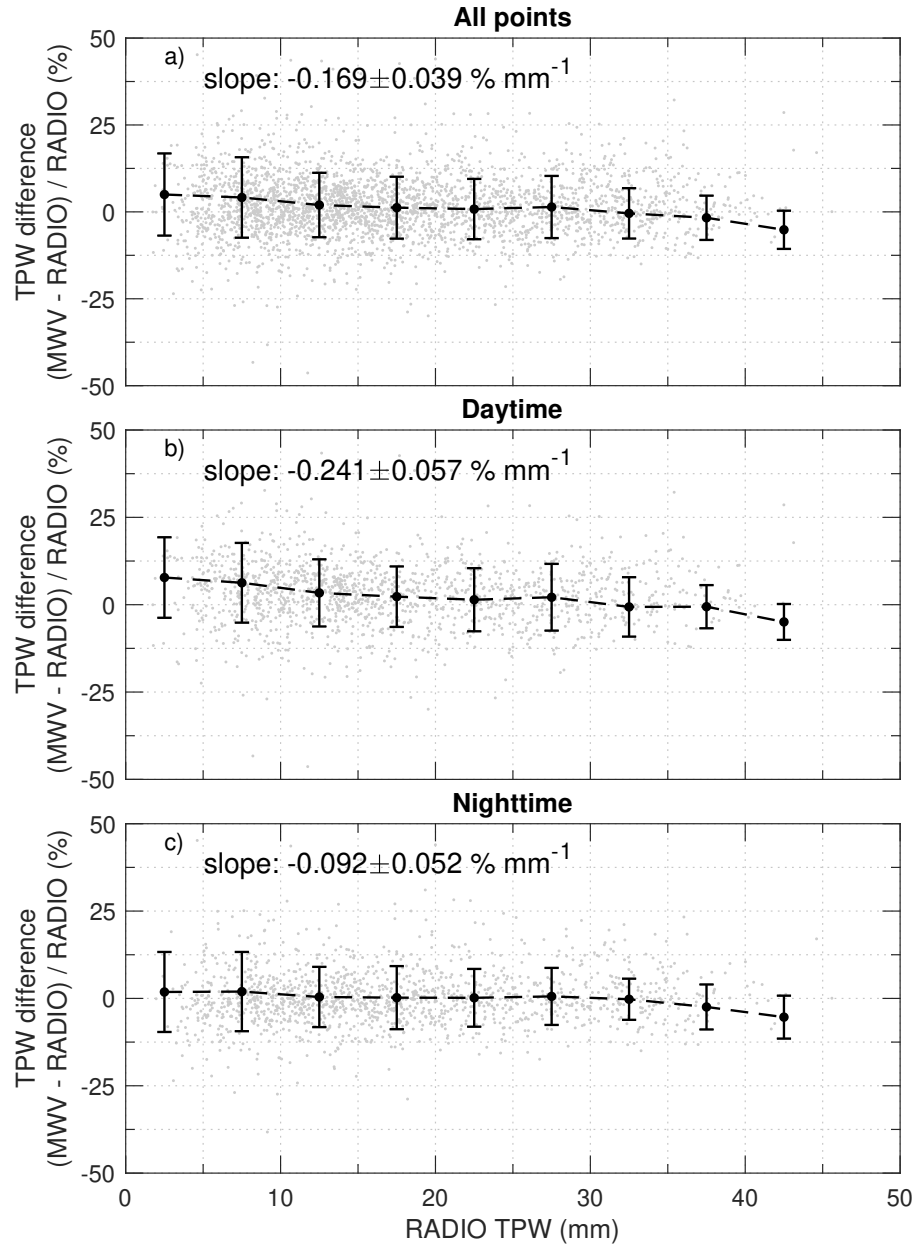 All points
a)
slope: -0.169±0.039 % mm-1
TPW difference
(MWV - RADIO) / RADIO (%)
50
25
0
-25
-50
Daytime
b)
slope: -0.241±0.057 % mm-1
TPW difference
(MWV - RADIO) / RADIO (%)
50
25
0
-25
-50
Nighttime
c)
slope: -0.092±0.052 % mm-1
TPW difference
(MWV - RADIO) / RADIO (%)
50
25
0
-25
-50
0 10 20 30 40 50
RADIO TPW (mm)